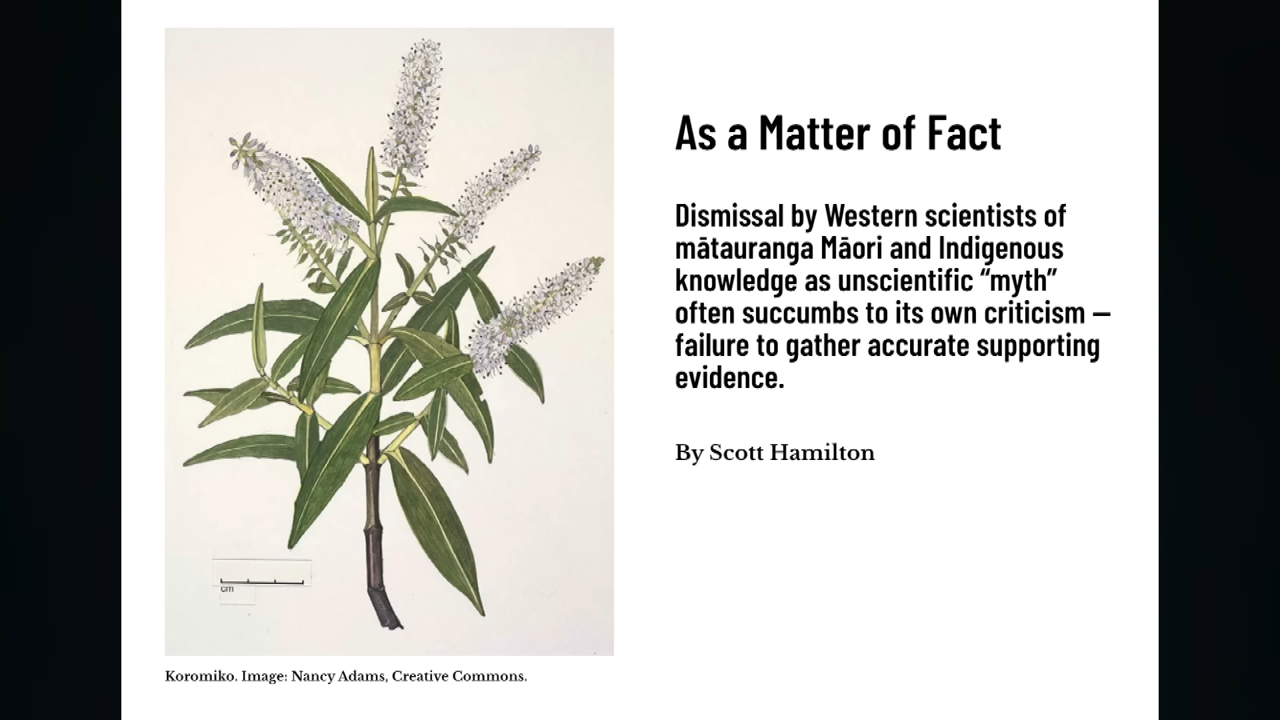 As a Matter of Fact
Dismissal by Western scientists of
mātauranga Māori and Indigenous
knowledge as unscientific “myth”
often succumbs to its own criticism —
failure to gather accurate supporting
evidence.
By Scott Hamilton
cm
Koromiko. Image: Nancy Adams, Creative Commons.